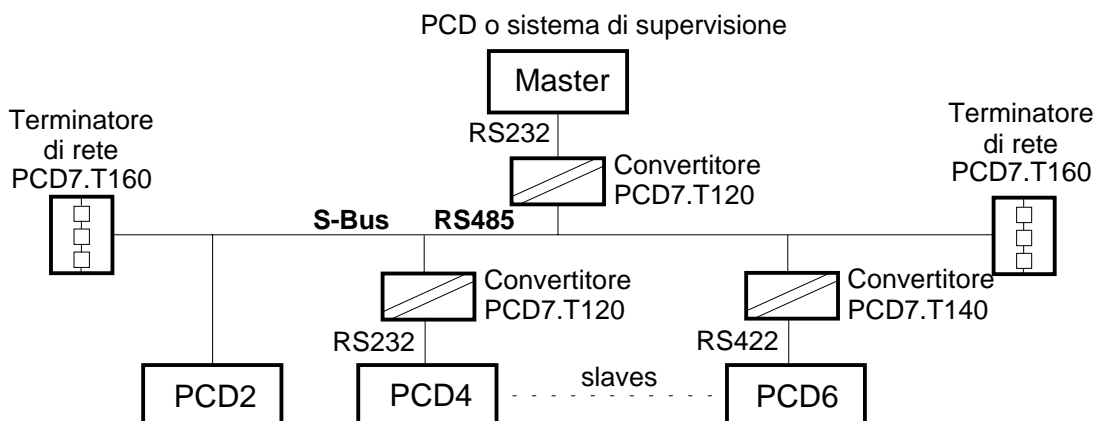 PCD o sistema di supervisione
Master
RS232
Terminatore
di rete
PCD7.T160
Convertitore
PCD7.T120
Terminatore
di rete
PCD7.T160
S-Bus RS485
Convertitore
PCD7.T120
Convertitore
PCD7.T140
RS232
RS422
PCD2
PCD4
slaves
PCD6